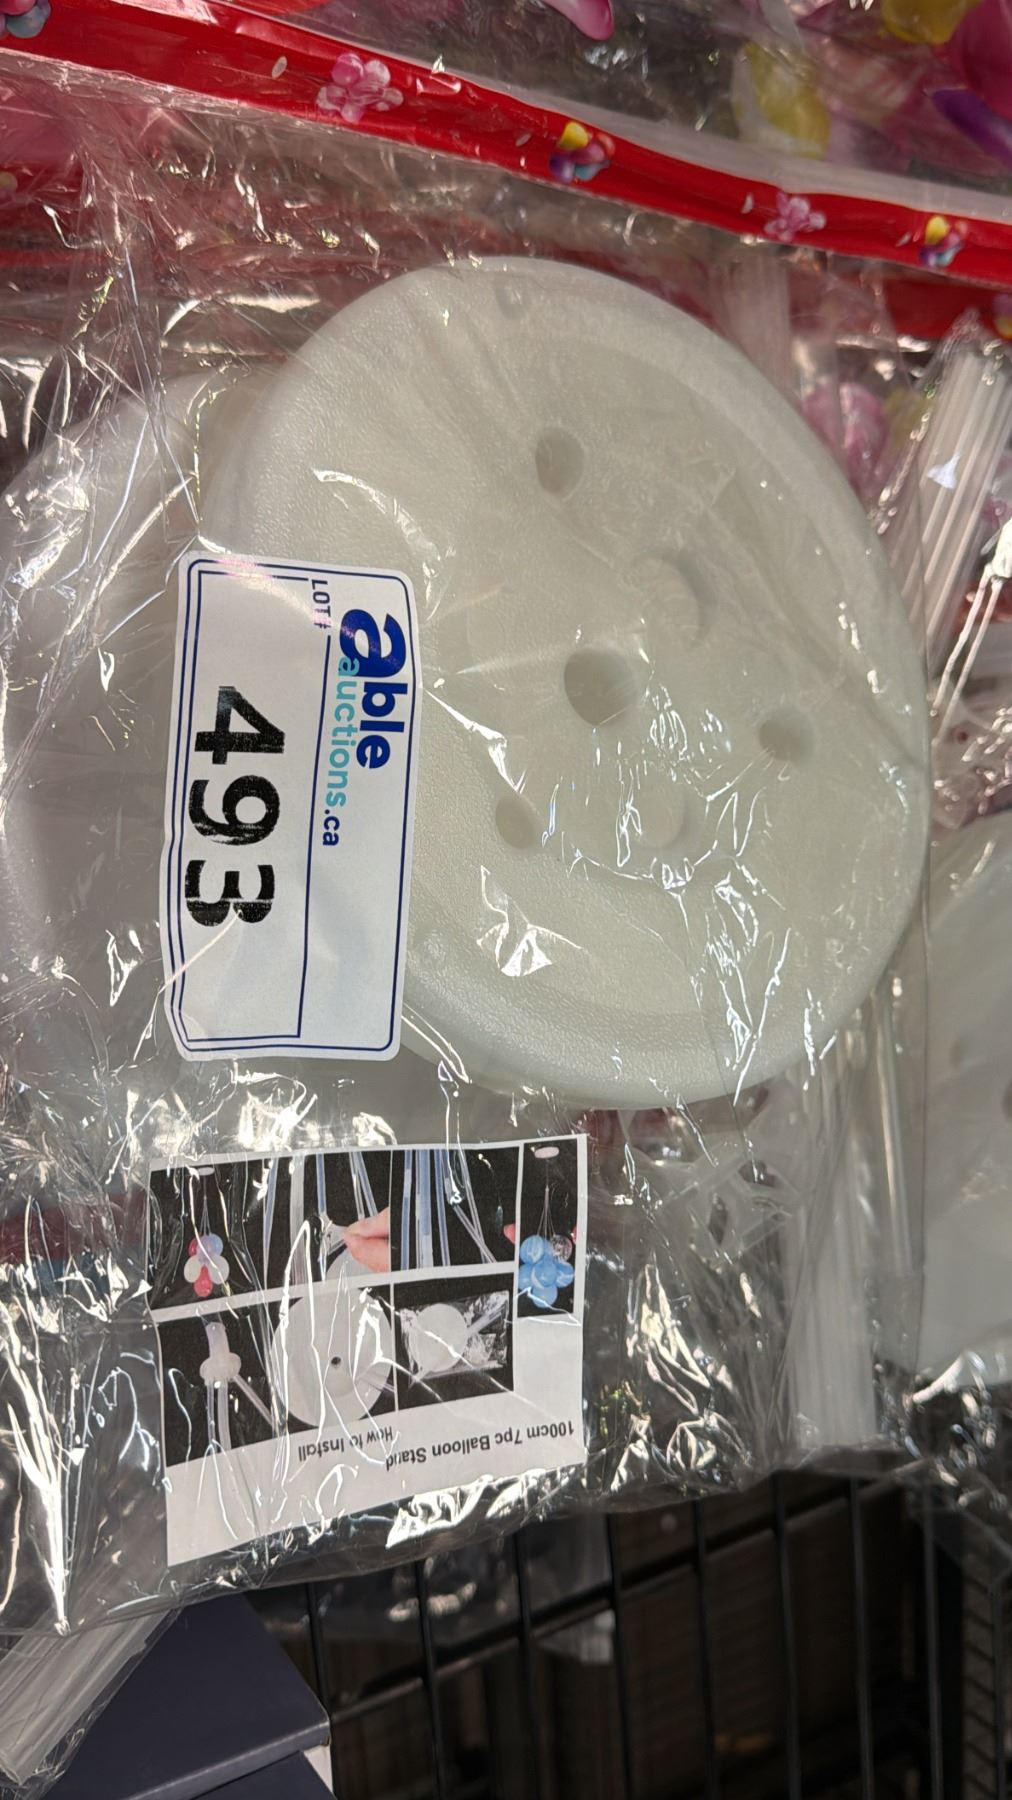 able
auctions.ca
LOT#
493
100cm 7pc Balloon Stand
How to Install